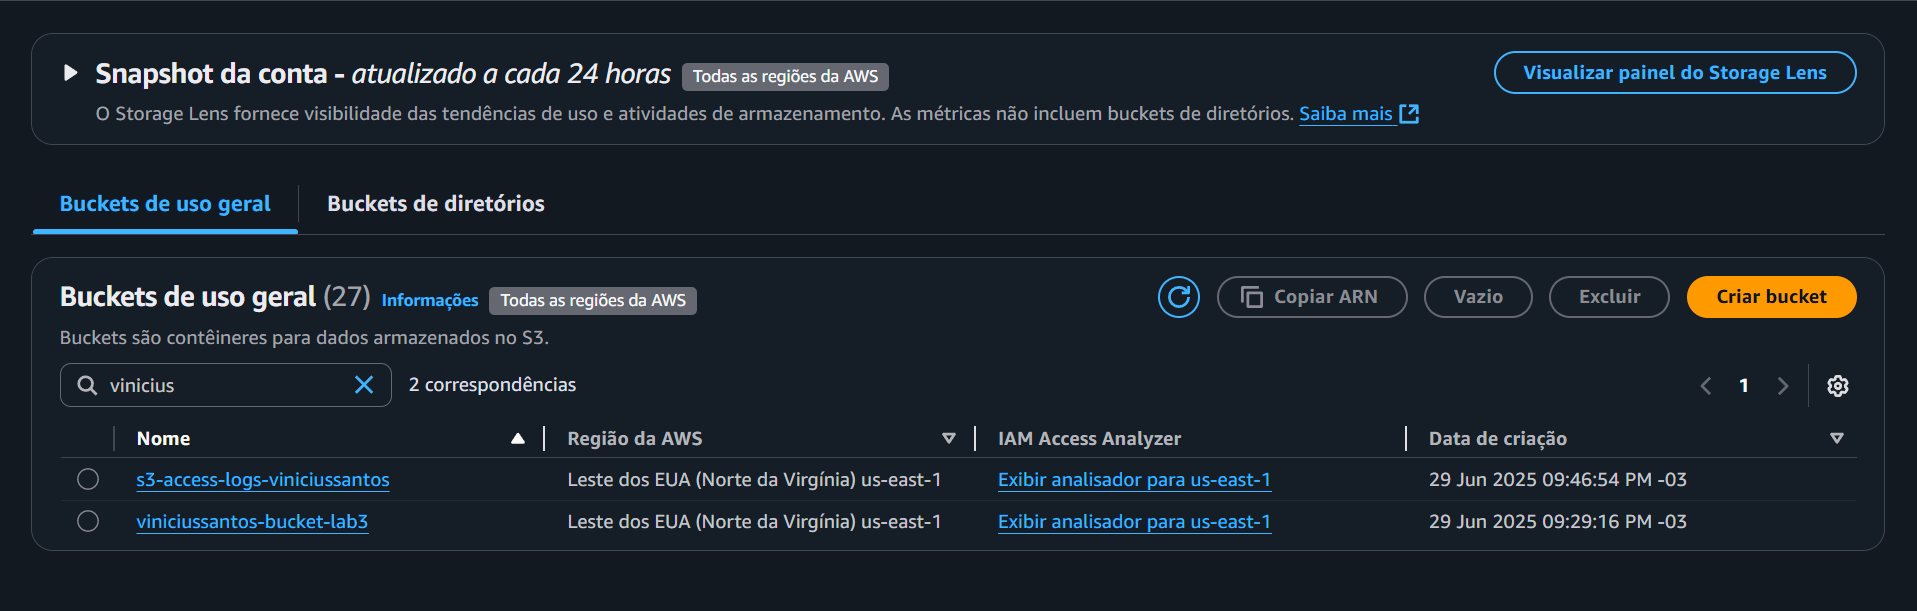 Snapshot da conta - atualizado a cada 24 horas Todas as regiões da AWS
Visualizar painel do Storage Lens
O Storage Lens fornece visibilidade das tendências de uso e atividades de armazenamento. As métricas não incluem buckets de diretórios. Saiba mais
Buckets de uso geral
Buckets de diretórios
Buckets de uso geral (27) Informações Todas as regiões da AWS
Copiar ARN
Vazio
Excluir
Criar bucket
Buckets são contêineres para dados armazenados no S3.
vinicius
2 correspondências
1
Nome Região da AWS IAM Access Analyzer Data de criação
s3-access-logs-viniciussantos Leste dos EUA (Norte da Virgínia) us-east-1 Exibir analisador para us-east-1 29 Jun 2025 09:46:54 PM -03
viniciussantos-bucket-lab3 Leste dos EUA (Norte da Virgínia) us-east-1 Exibir analisador para us-east-1 29 Jun 2025 09:29:16 PM -03